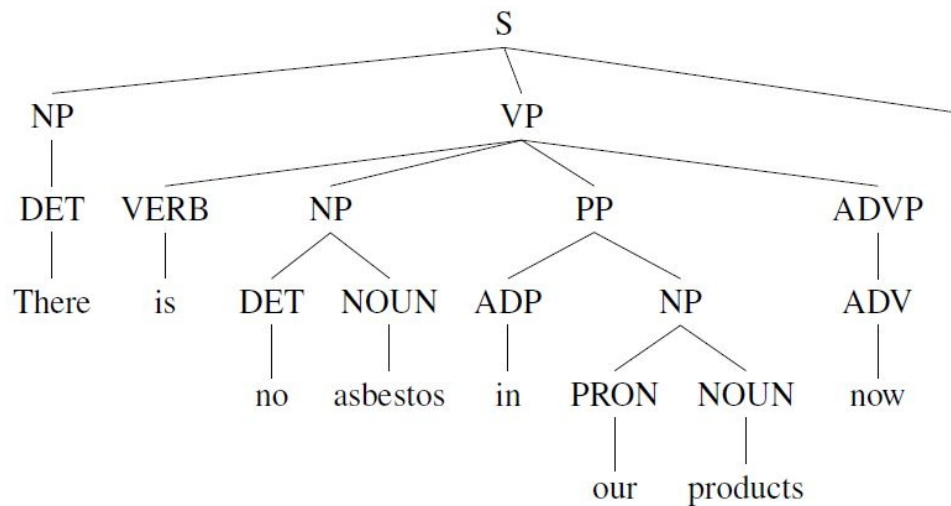 S
NP VP
DET VERB NP PP ADVP
There is DET NOUN ADP NP ADV
no asbestos in PRON NOUN now
our products